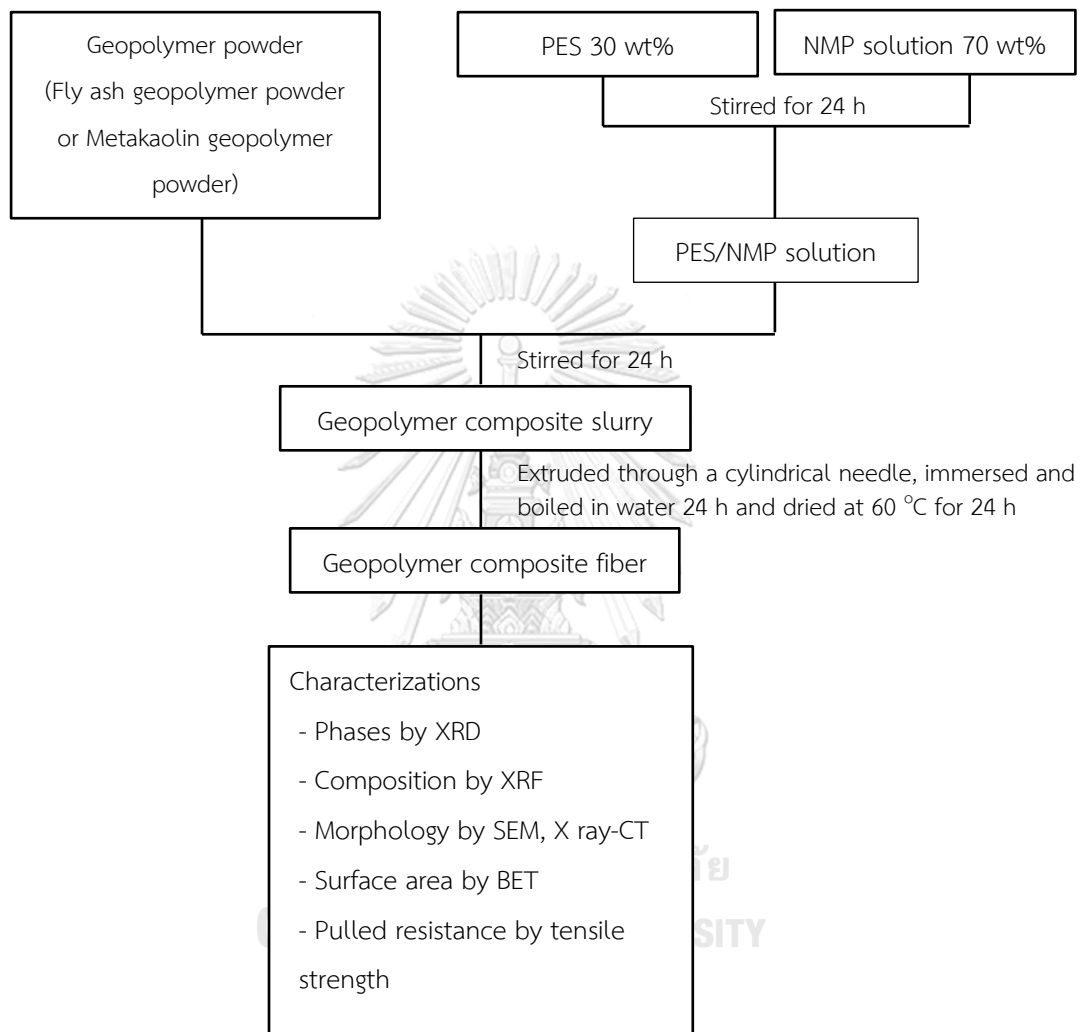 Geopolymer powder
(Fly ash geopolymer powder
or Metakaolin geopolymer
powder)
PES 30 wt%
NMP solution 70 wt%
Stirred for 24 h
PES/NMP solution
Stirred for 24 h
Geopolymer composite slurry
Extruded through a cylindrical needle, immersed and
boiled in water 24 h and dried at 60 °C for 24 h
Geopolymer composite fiber
Characterizations
- Phases by XRD
- Composition by XRF
- Morphology by SEM, X ray-CT
- Surface area by BET
- Pulled resistance by tensile
strength